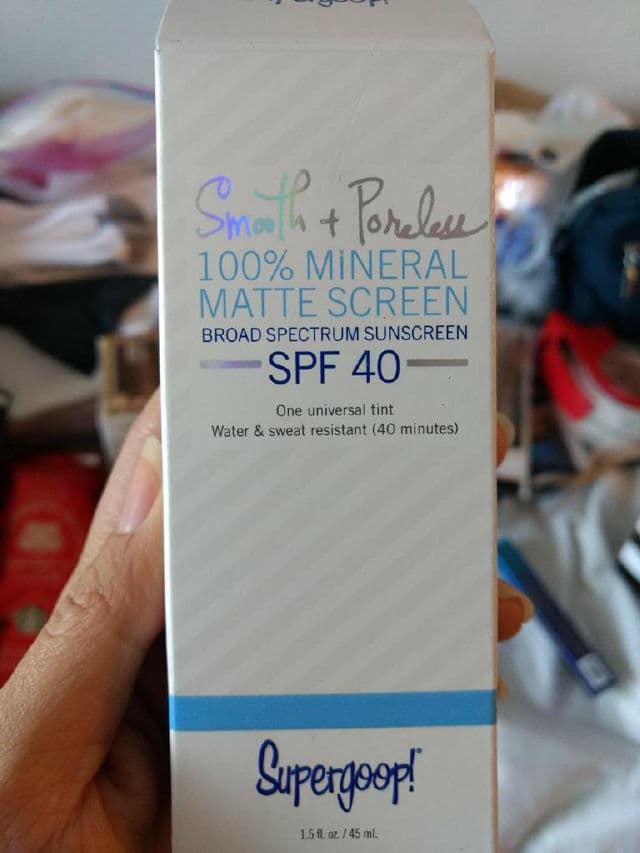 Smooth + Poreless
100% MiNERAL
MATTE SCREEN
BROAD SPECTRUM SUNSCREEN
SPF 40
One universal tint
Water & sweat resistant (40 minutes)
Supergoop!
1.5 fl. oz. / 45 ml.